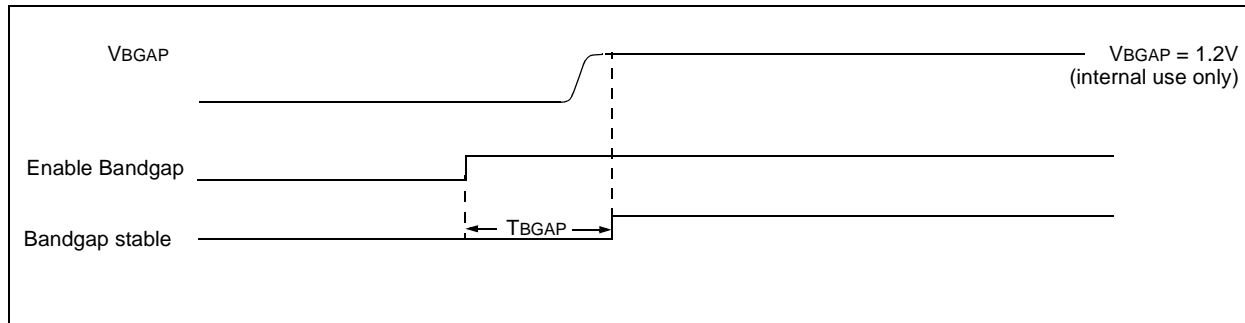 VBGAP
VBGAP = 1.2V
(internal use only)
Enable Bandgap
TBGAP
Bandgap stable